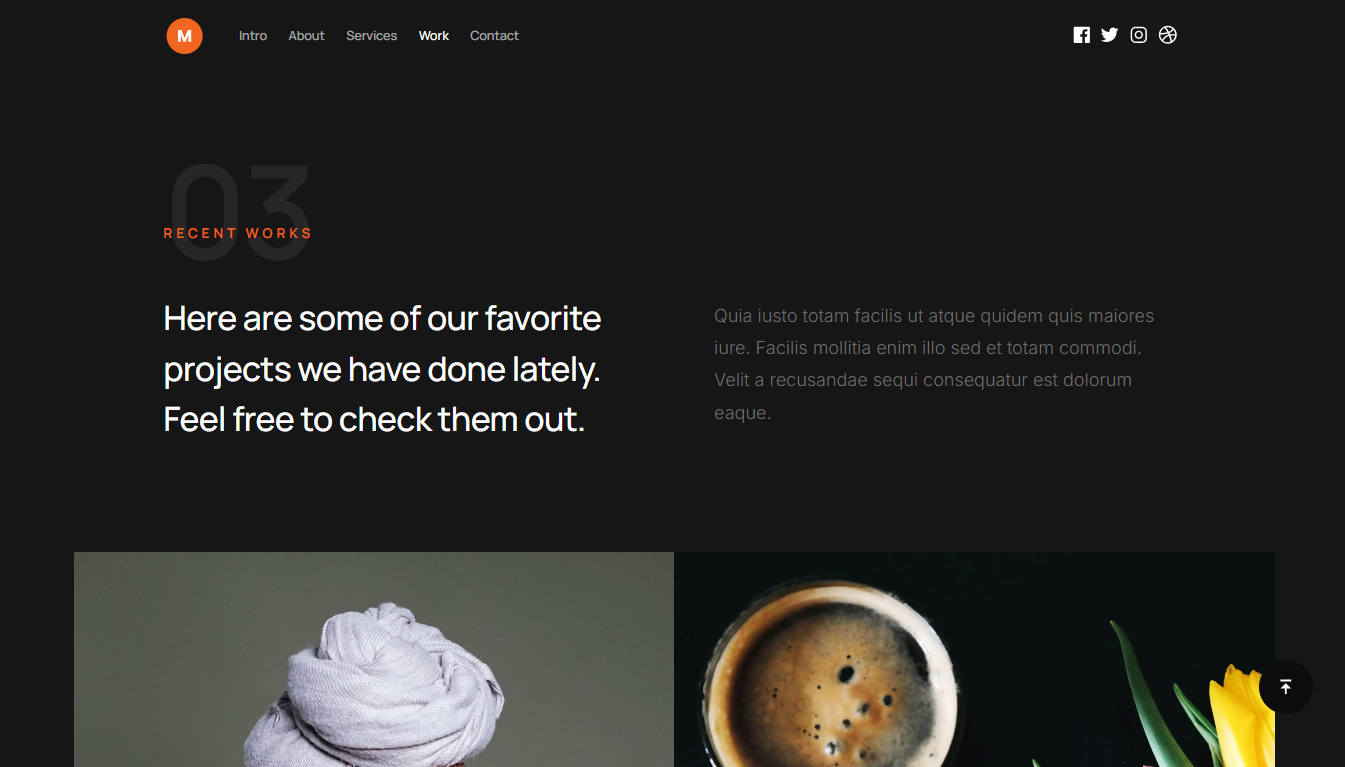 M
Intro
About
Services
Work
Contact
03
RECENT WORKS
Here are some of our favorite
projects we have done lately.
Feel free to check them out.
Quia iusto totam facilis ut atque quidem quis maiores
iure. Facilis mollitia enim illo sed et totam commodi.
Velit a recusandae sequi consequatur est dolorum
eaque.